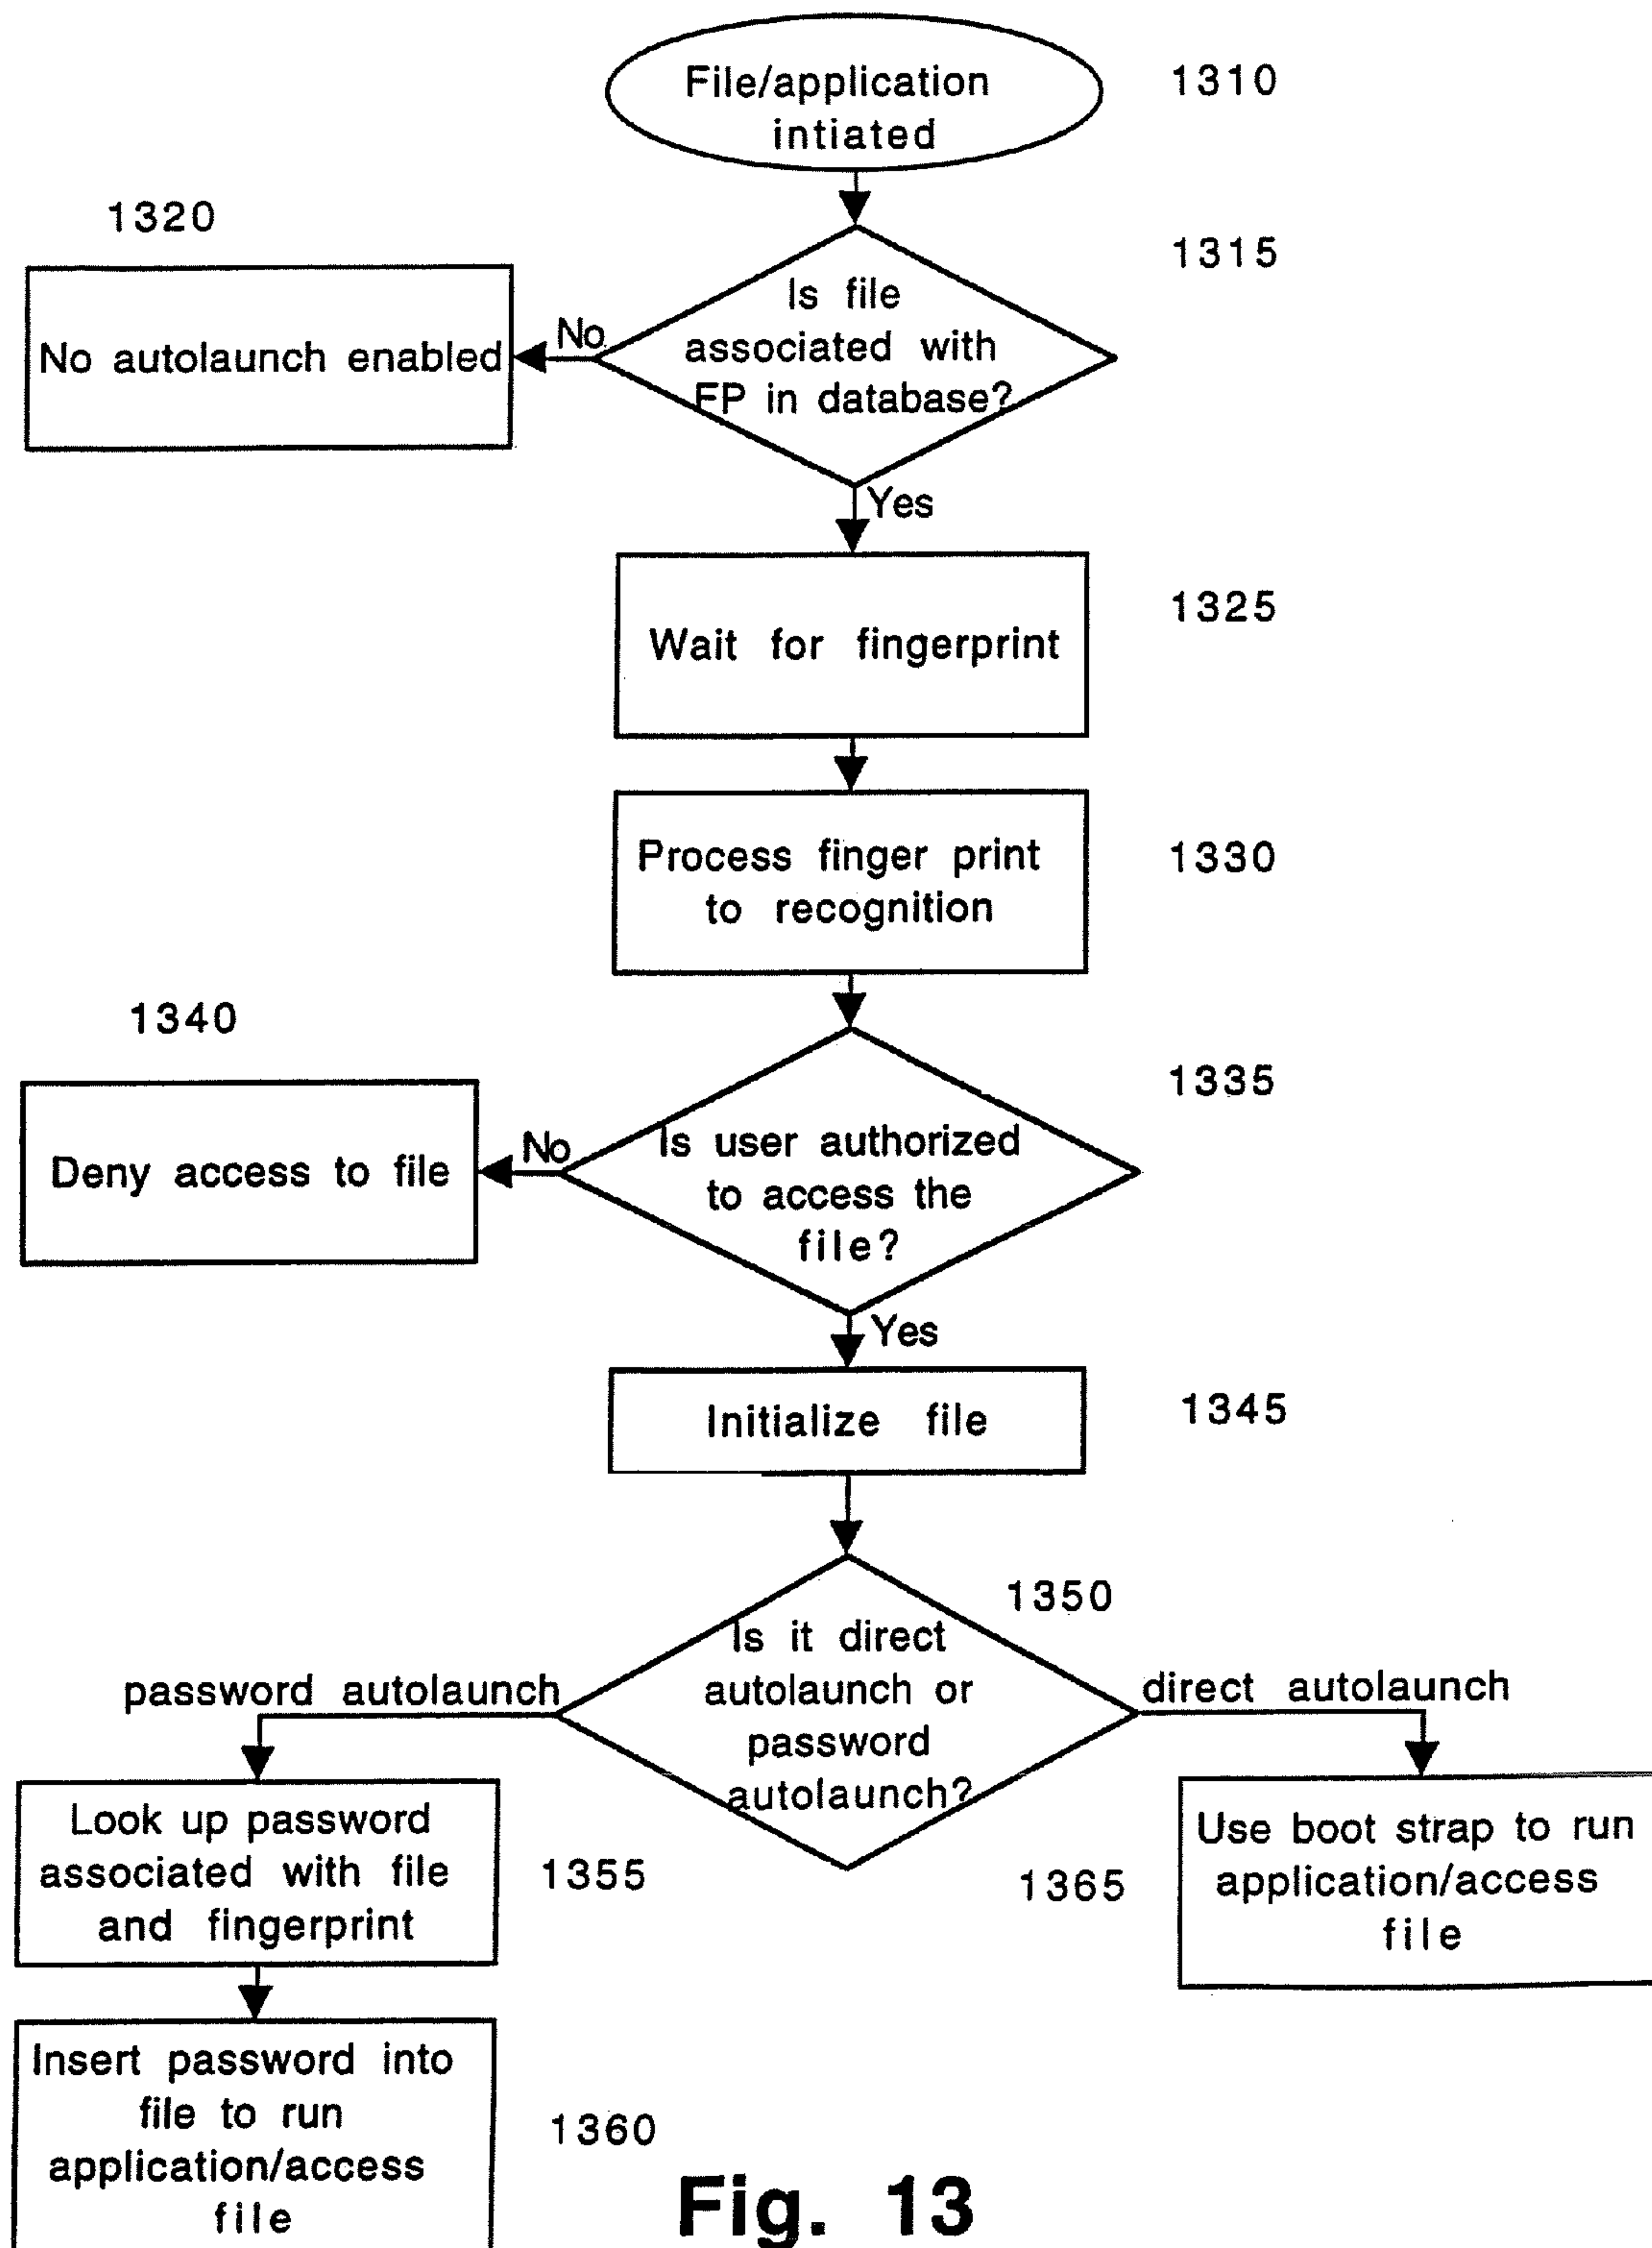 File/application
intiated
1310
1320
1315
Is file
associated with
FP in database?
No
No autolaunch enabled
Yes
1325
Wait for fingerprint
Process finger print
to recognition
1330
1340
1335
Is user authorized
to access the
file?
No
Deny access to file
Yes
Initialize file
1345
1350
Is it direct
autolaunch or
password
autolaunch?
password autolaunch
direct autolaunch
Look up password
associated with file
and fingerprint
1355
1365
Use boot strap to run
application/access
file
Insert password into
file to run
application/access
file
1360
Fig. 13